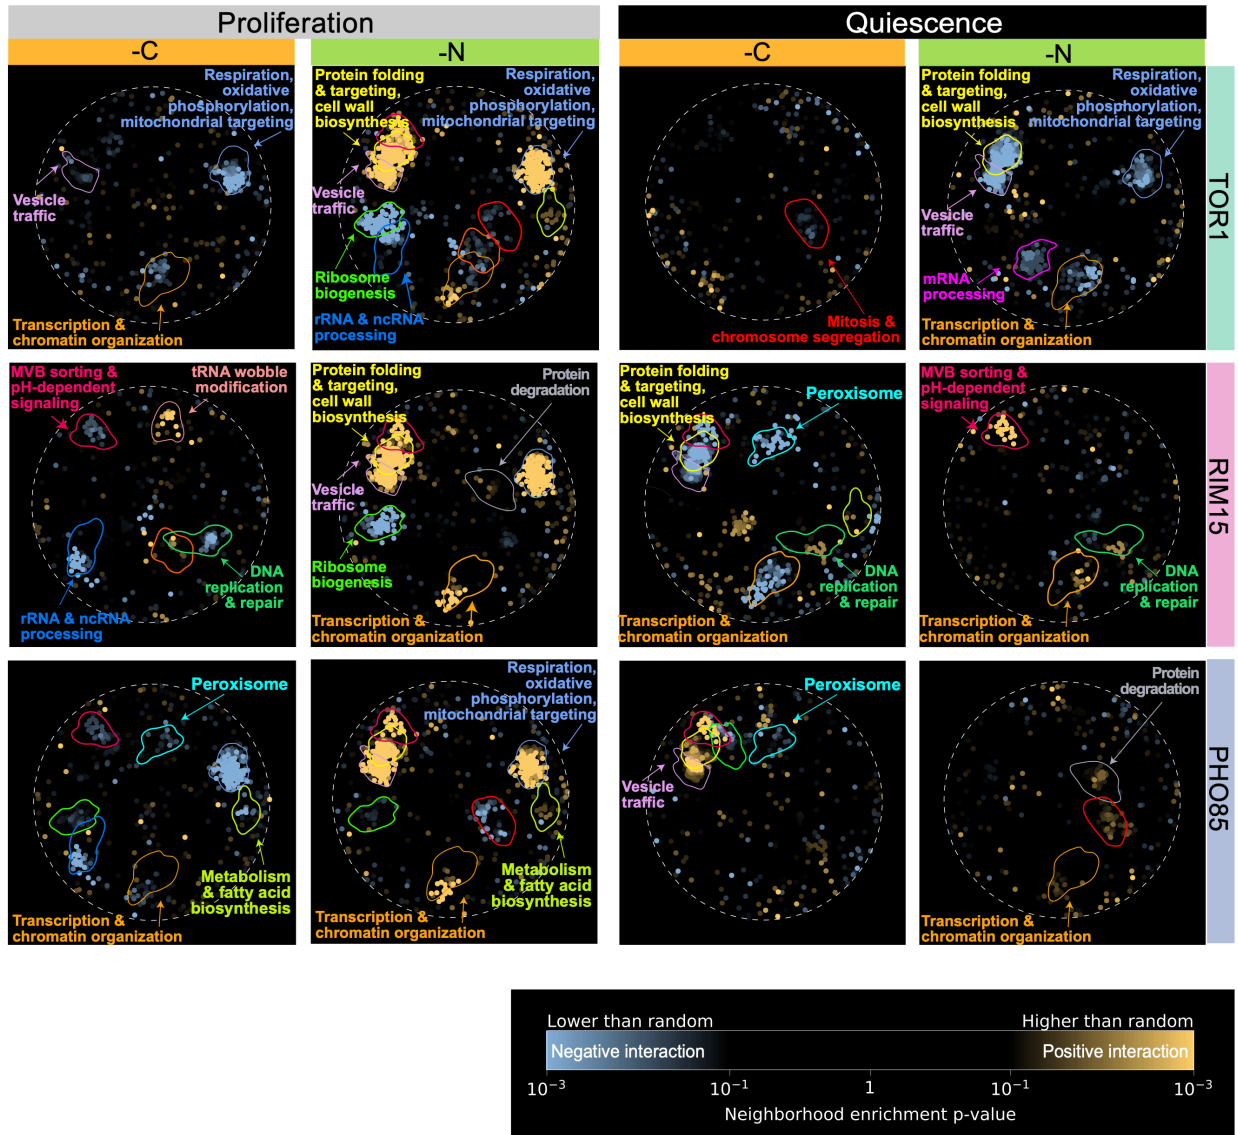 Proliferation
Quiescence
-C
-N
-C
-N
Respiration,
oxidative
phosphorylation,
mitochondrial targeting
Vesicle
traffic
Transcription &
chromatin organization
Protein folding
& targeting,
cell wall
biosynthesis
Respiration,
oxidative
phosphorylation,
mitochondrial targeting
Vesicle
traffic
Ribosome
biogenesis
rRNA & ncRNA
processing
Mitosis &
chromosome segregation
Protein folding
& targeting,
cell wall
biosynthesis
Respiration,
oxidative
phosphorylation,
mitochondrial targeting
Vesicle
traffic
mRNA
processing
Transcription &
chromatin organization
TOR1
MVB sorting &
pH-dependent
signaling
tRNA wobble
modification
DNA
replication
& repair
rRNA & ncRNA
processing
Protein folding
& targeting,
cell wall
biosynthesis
Protein
degradation
Vesicle
traffic
Ribosome
biogenesis
Transcription &
chromatin organization
Protein folding
& targeting,
cell wall
biosynthesis
Peroxisome
DNA
replication
& repair
Transcription &
chromatin organization
MVB sorting &
pH-dependent
signaling
DNA
replication
& repair
Transcription &
chromatin organization
RIM15
Peroxisome
Metabolism
& fatty acid
biosynthesis
Transcription &
chromatin organization
Respiration,
oxidative
phosphorylation,
mitochondrial targeting
Metabolism
& fatty acid
biosynthesis
Transcription &
chromatin organization
Peroxisome
Vesicle
traffic
Protein
degradation
Transcription &
chromatin organization
PHO85
Lower than random
Higher than random
Negative interaction
Positive interaction
10⁻³
10⁻¹
1
10⁻¹
10⁻³
Neighborhood enrichment p-value